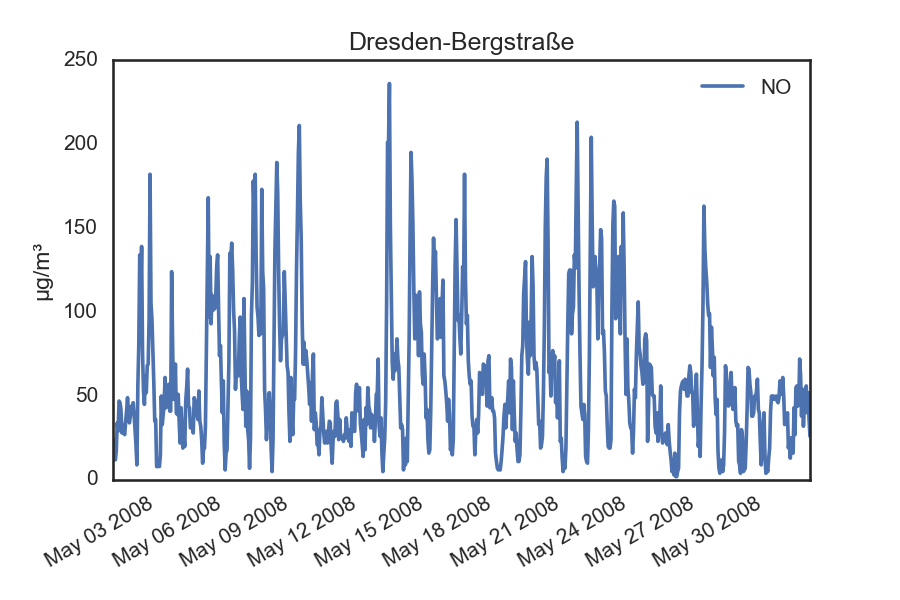 Dresden-Bergstraße
250
200
150
100
50
0
µg/m³
NO
May 03 2008
May 06 2008
May 09 2008
May 12 2008
May 15 2008
May 18 2008
May 21 2008
May 24 2008
May 27 2008
May 30 2008